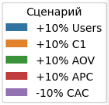 Сценарий
+10% Users
+10% C1
+10% AOV
+10% APC
-10% CAC